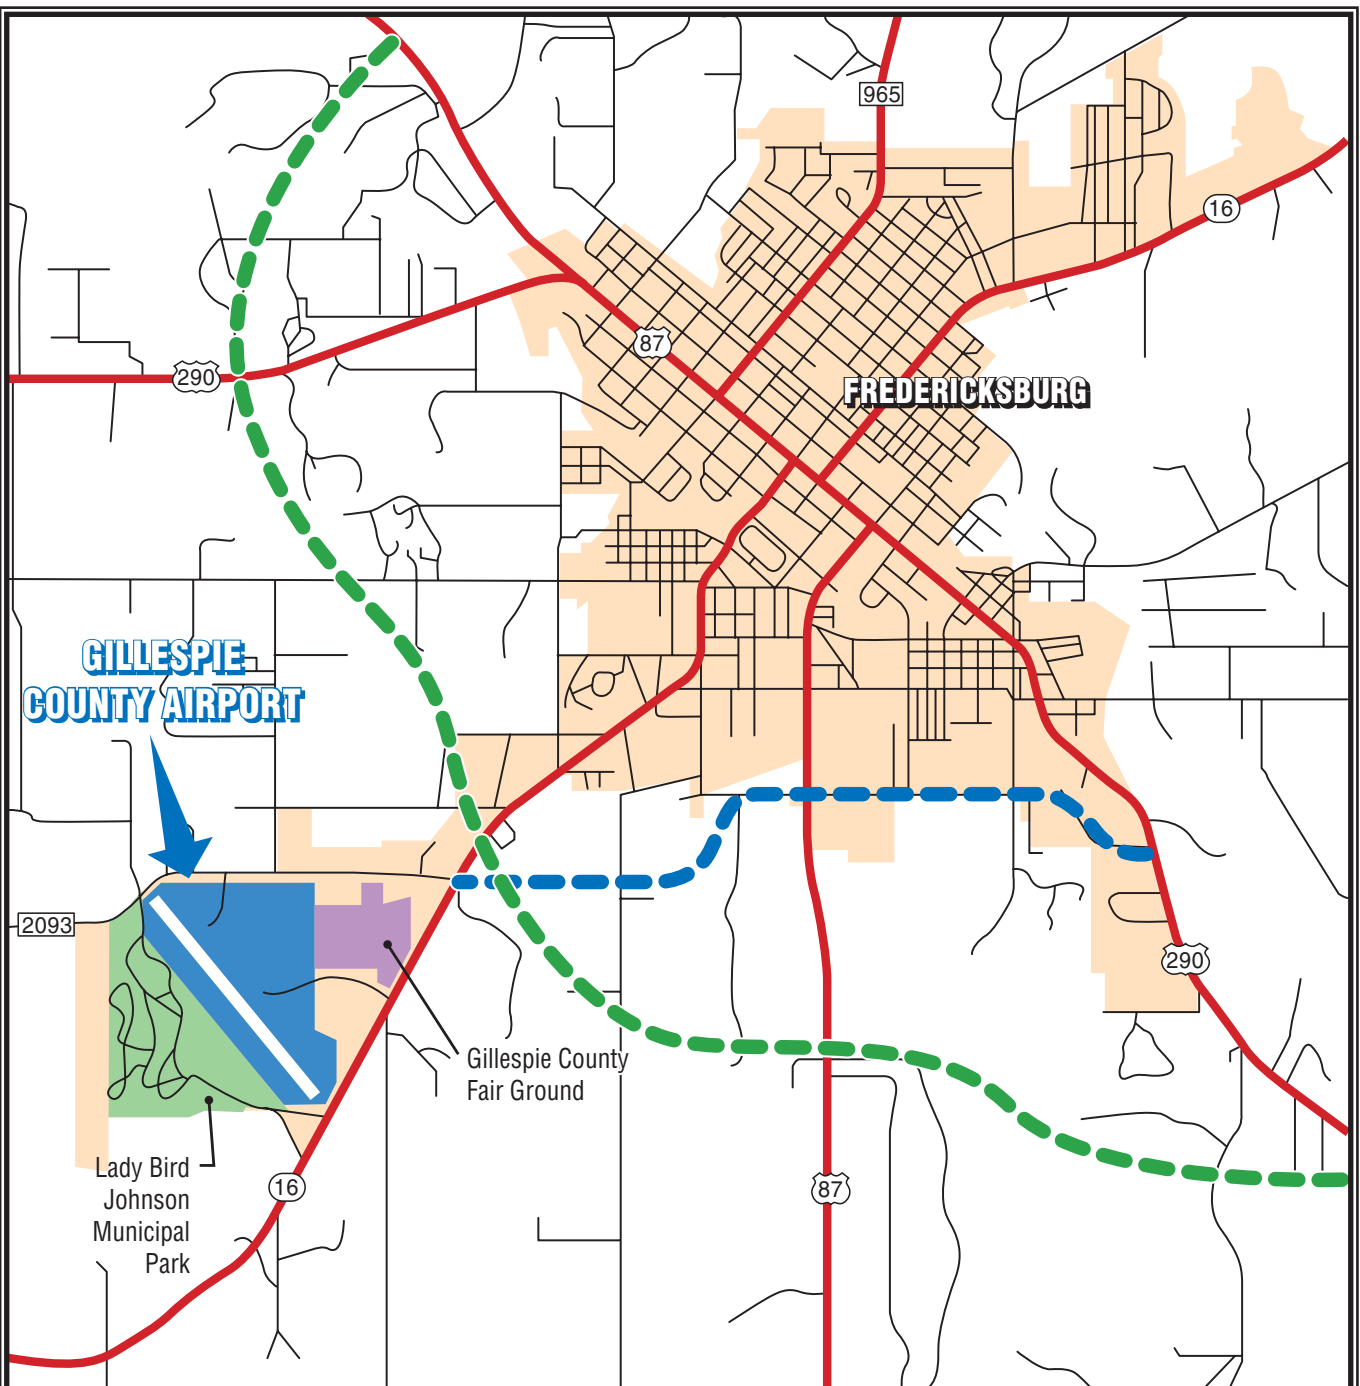 965
16
87
290
FREDERICKSBURG
GILLESPIE
COUNTY AIRPORT
2093
290
Gillespie County
Fair Ground
Lady Bird
Johnson
Municipal
Park
16
87